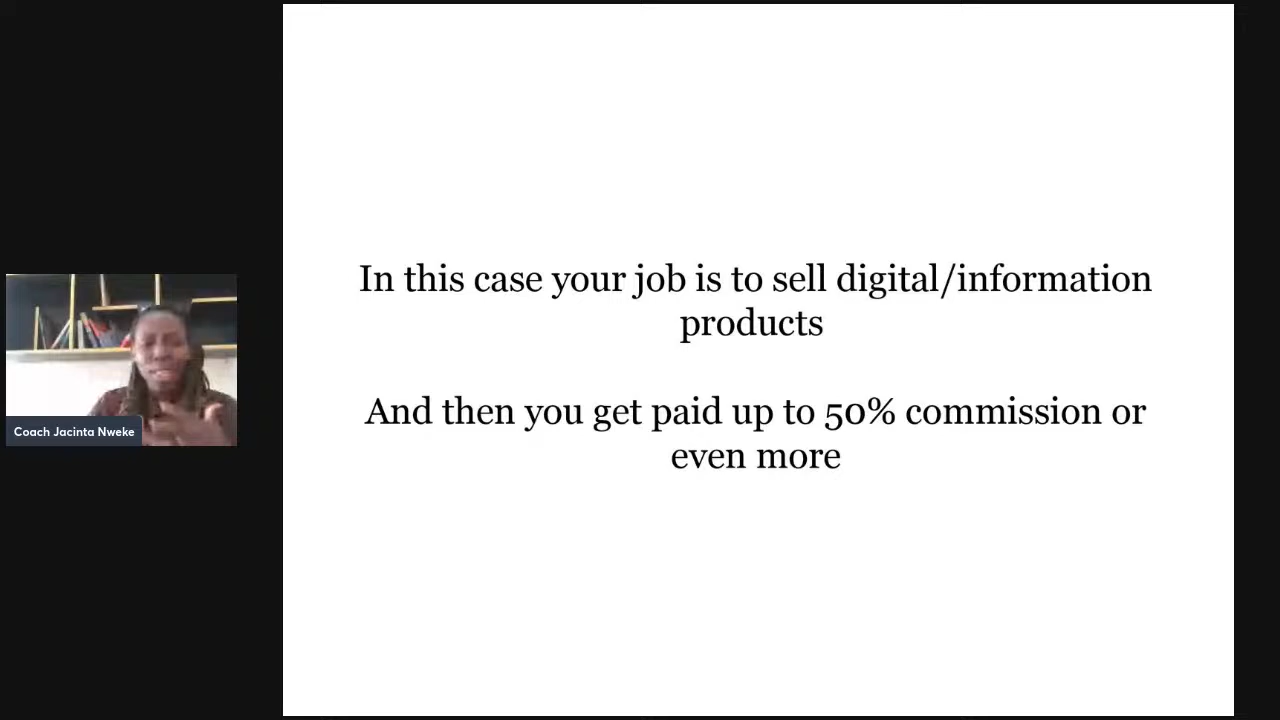 In this case your job is to sell digital/information
products
And then you get paid up to 50% commission or
even more
Coach Jacinta Nweke